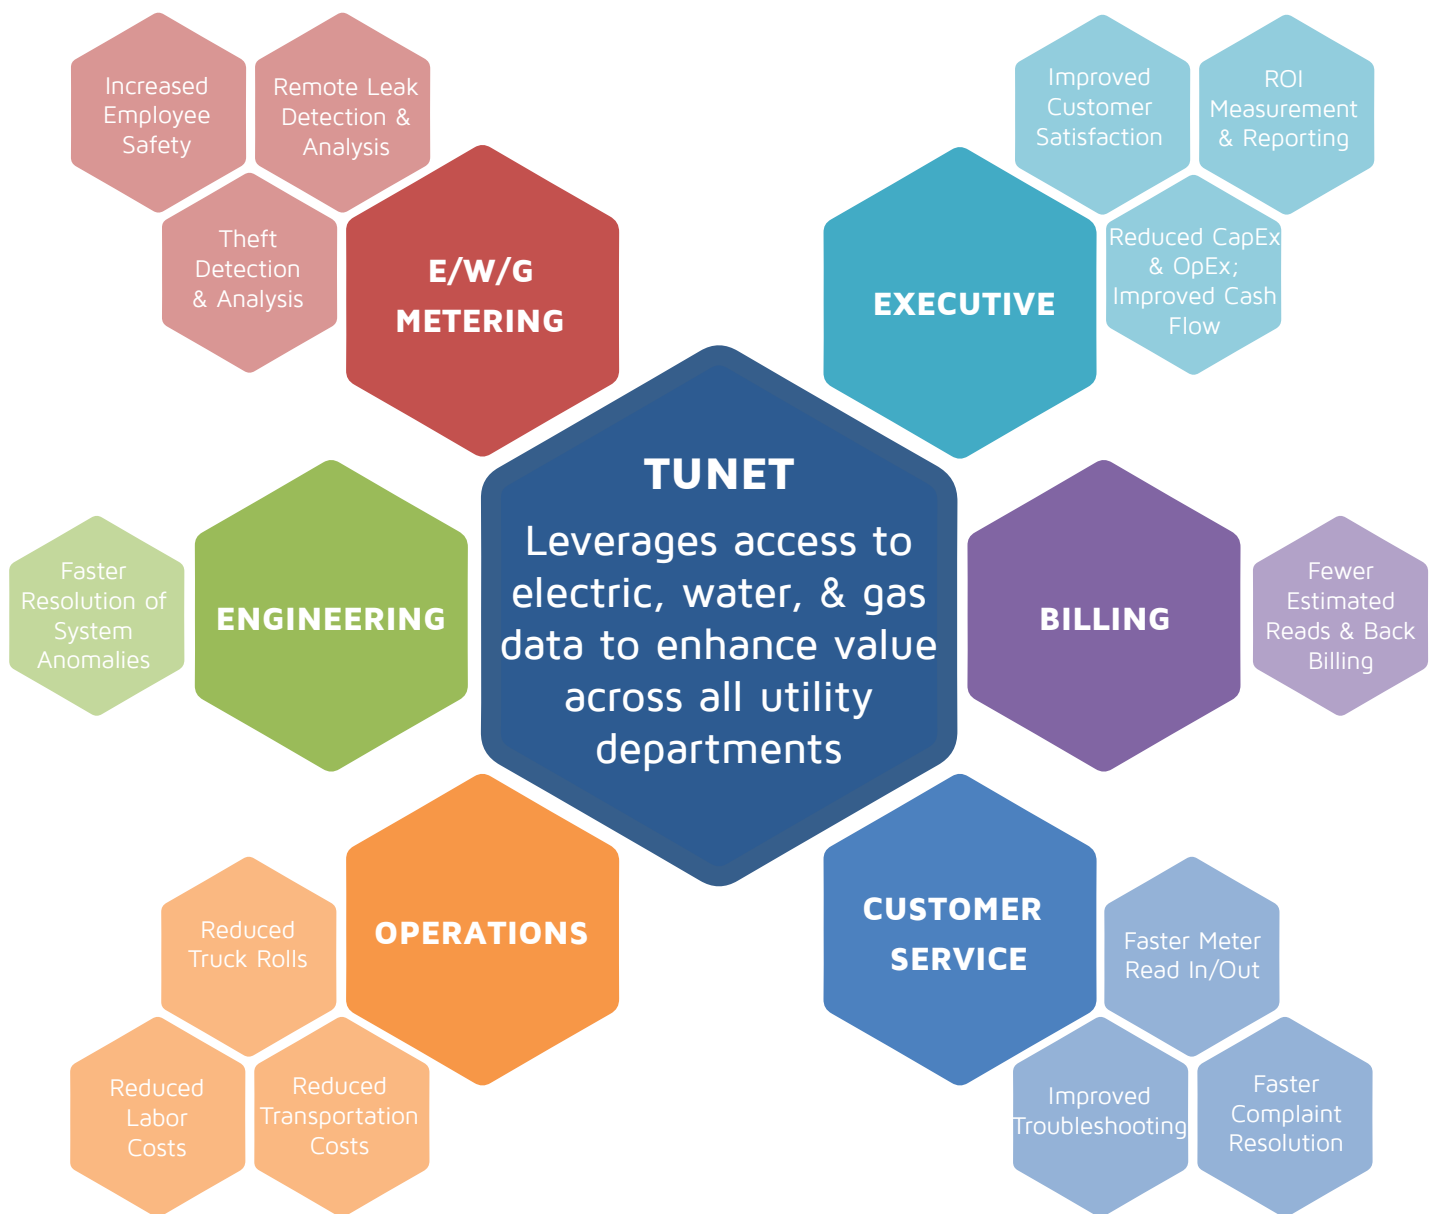 Increased
Employee
Safety
Remote Leak
Detection &
Analysis
Theft
Detection
& Analysis
E/W/G
METERING
Improved
Customer
Satisfaction
ROI
Measurement
& Reporting
Reduced CapEx
& OpEx;
Improved Cash
Flow
EXECUTIVE
TUNET
Leverages access to
electric, water, & gas
data to enhance value
across all utility
departments
Faster
Resolution of
System
Anomalies
ENGINEERING
BILLING
Fewer
Estimated
Reads & Back
Billing
OPERATIONS
Reduced
Truck Rolls
Reduced
Labor
Costs
Reduced
Transportation
Costs
CUSTOMER
SERVICE
Faster Meter
Read In/Out
Improved
Troubleshooting
Faster
Complaint
Resolution